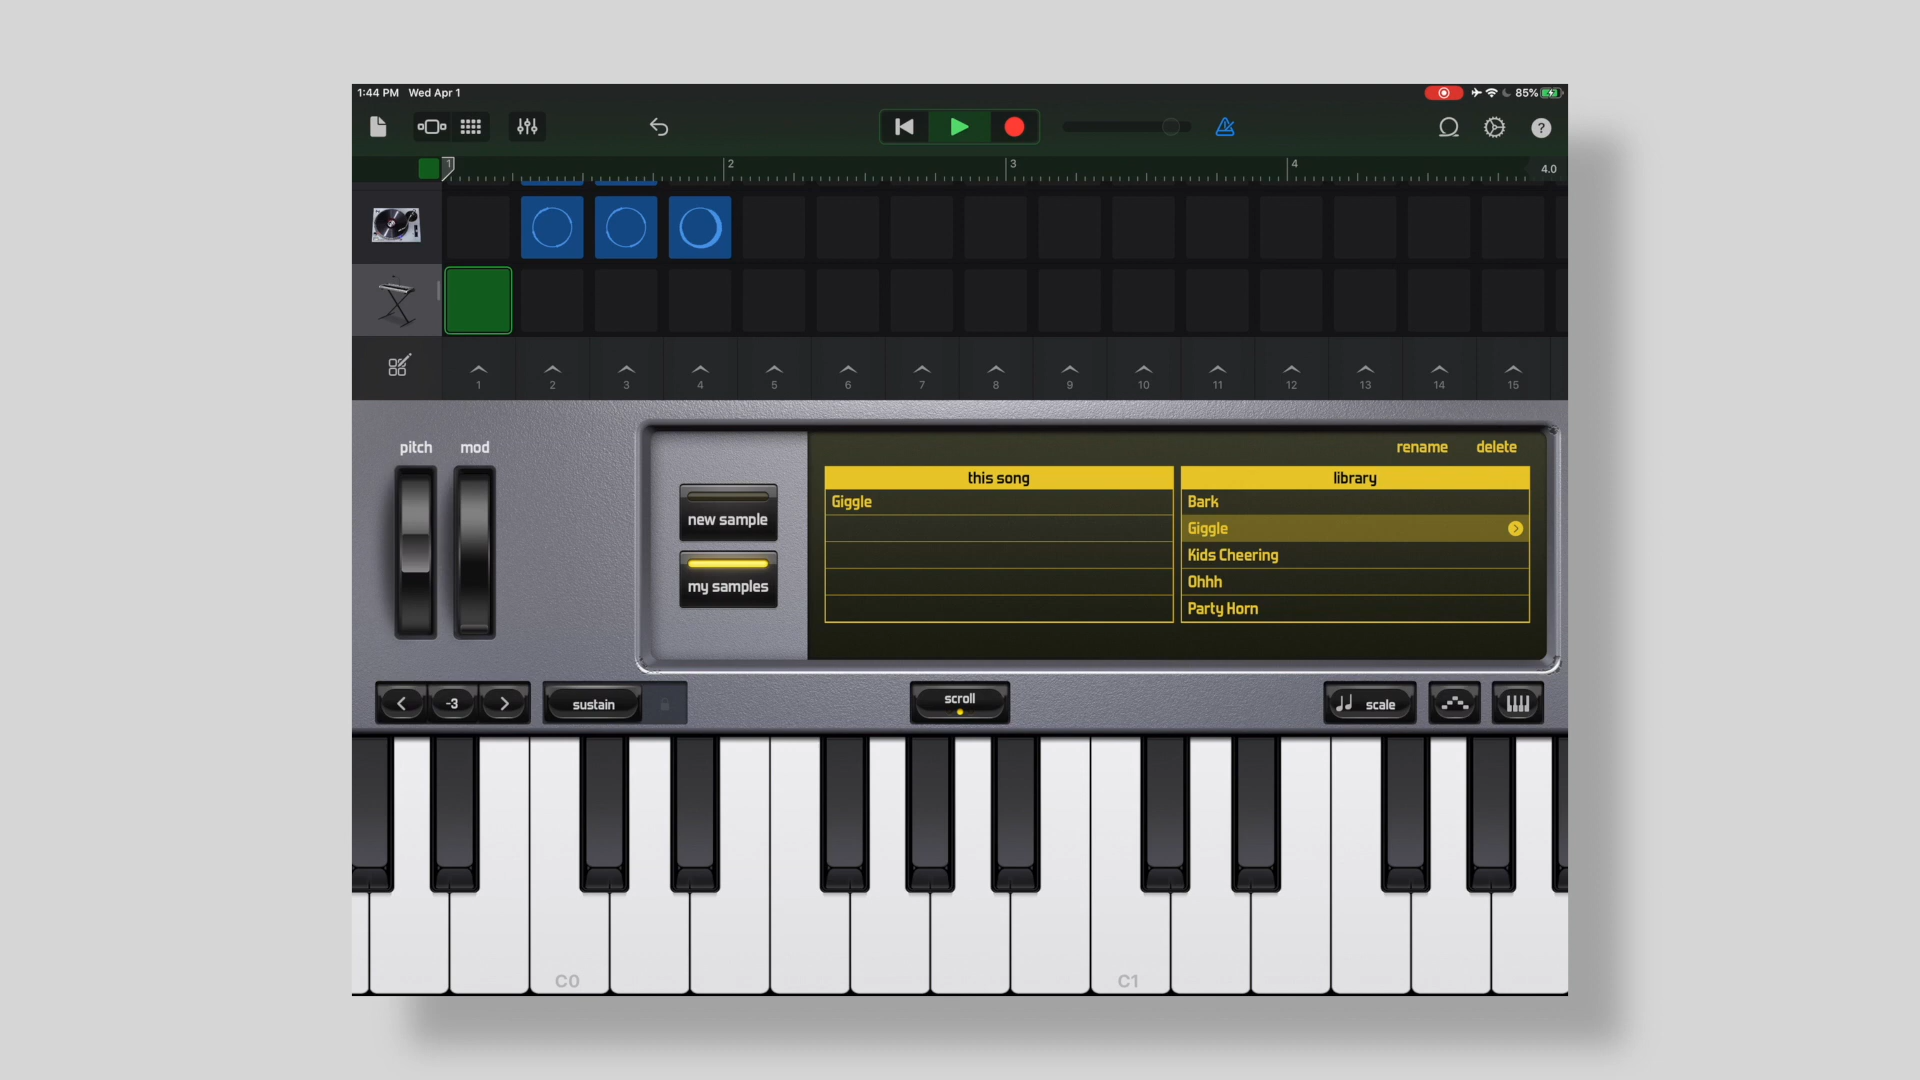 1:44 PM Wed Apr 1
85%
?
1 2 3 4
4.0
1 2 3 4 5 6 7 8 9 10 11 12 13 14 15
pitch mod
rename delete
new sample
my samples
this song
Giggle
library
Bark
Giggle
Kids Cheering
Ohhh
Party Horn
-3
sustain
scroll
scale
C0 C1